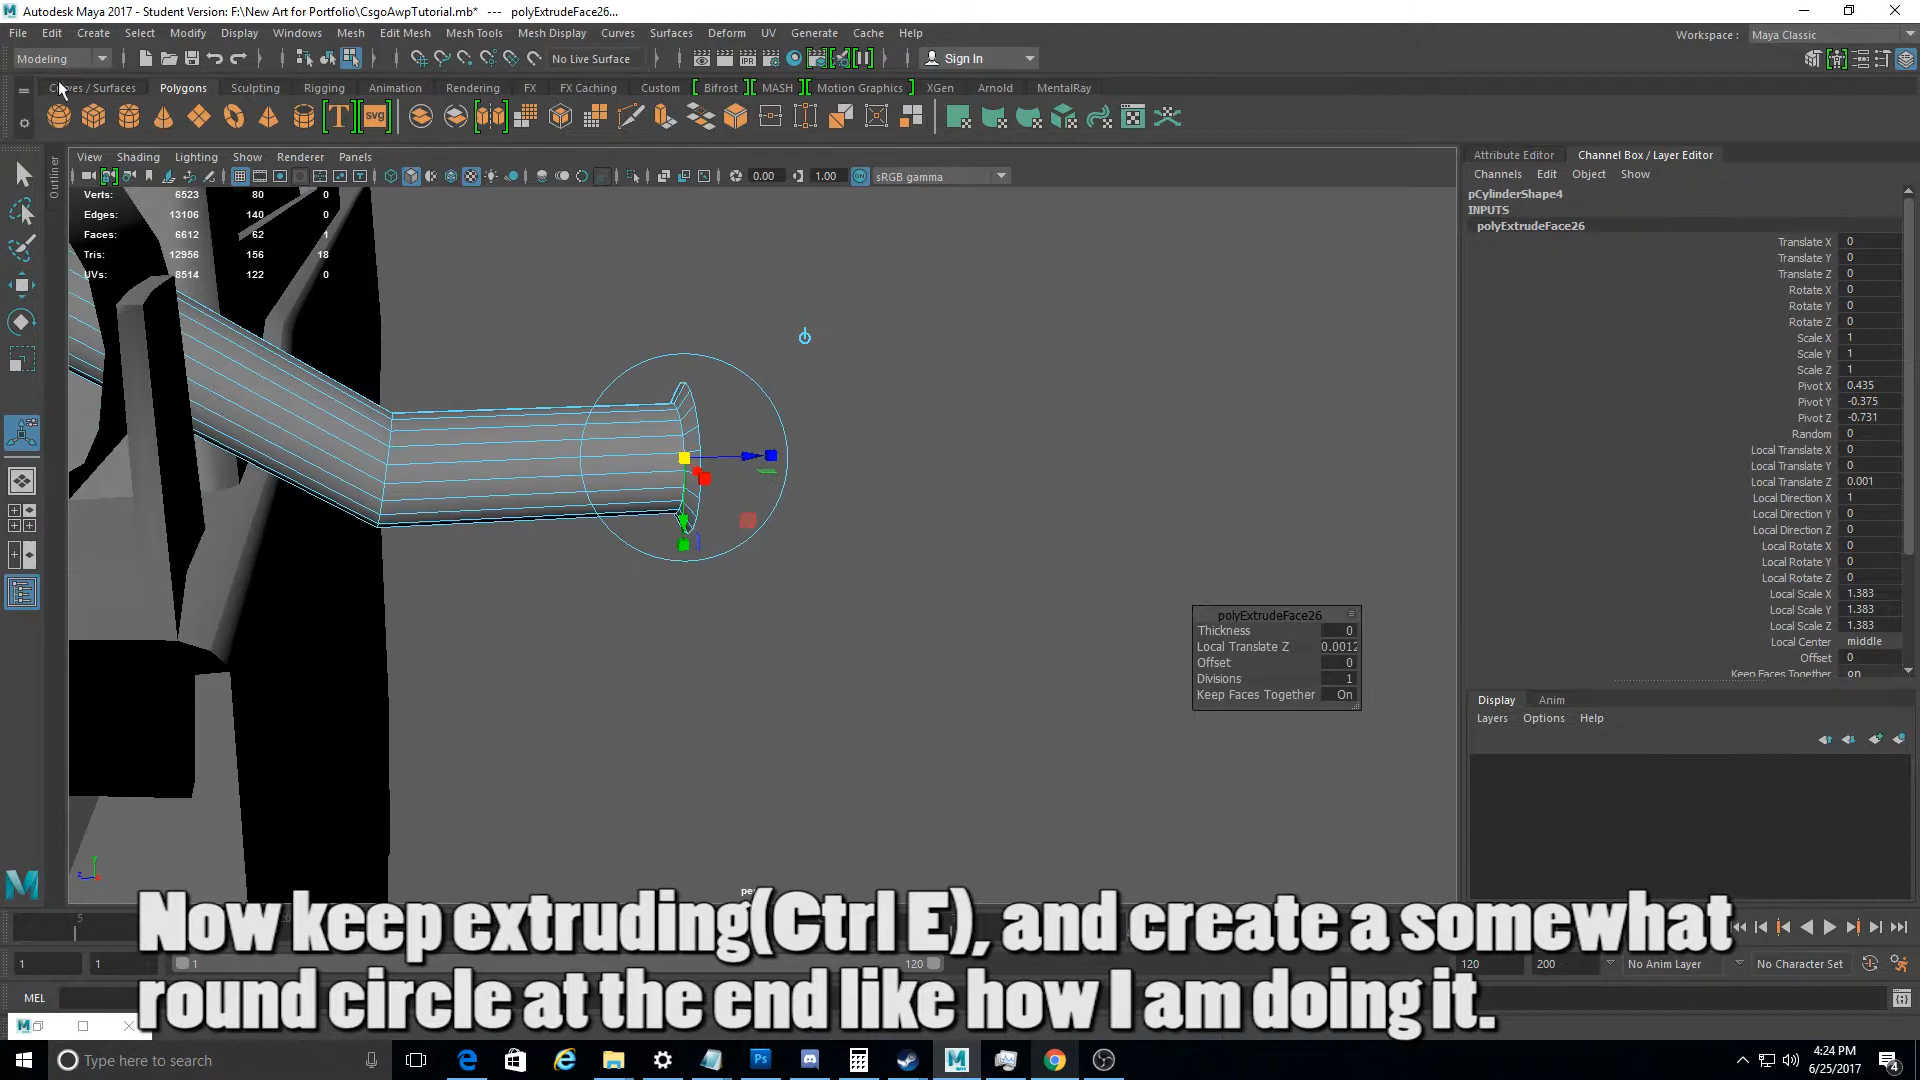 Autodesk Maya 2017 - Student Version: F:\New Art for Portfolio\CsgoAwpTutorial.mb* --- polyExtrudeFace26...
File Edit Create Select Modify Display Windows Mesh Edit Mesh Mesh Tools Mesh Display Curves Surfaces Deform UV Generate Cache Help
Workspace : Maya Classic
Modeling No Live Surface Sign In
Curves / Surfaces Polygons Sculpting Rigging Animation Rendering FX FX Caching Custom Bifrost MASH Motion Graphics XGen Arnold MentalRay
T svg
Outliner
View Shading Lighting Show Renderer Panels
0.00 1.00 ON sRGB gamma
Verts: 6523 80 0
Edges: 13106 140 0
Faces: 6612 62 1
Tris: 12956 156 18
UVs: 8514 122 0
polyExtrudeFace26
Thickness 0
Local Translate Z 0.0012
Offset 0
Divisions 1
Keep Faces Together On
Attribute Editor Channel Box / Layer Editor
Channels Edit Object Show
pCylinderShape4
INPUTS
polyExtrudeFace26
Translate X 0
Translate Y 0
Translate Z 0
Rotate X 0
Rotate Y 0
Rotate Z 0
Scale X 1
Scale Y 1
Scale Z 1
Pivot X 0.435
Pivot Y -0.375
Pivot Z -0.731
Random 0
Local Translate X 0
Local Translate Y 0
Local Translate Z 0.001
Local Direction X 1
Local Direction Y 0
Local Direction Z 0
Local Rotate X 0
Local Rotate Y 0
Local Rotate Z 0
Local Scale X 1.383
Local Scale Y 1.383
Local Scale Z 1.383
Local Center middle
Offset 0
Keep Faces Together on
Display Anim
Layers Options Help
y
z x
Now keep extruding(Ctrl E), and create a somewhat
round circle at the end like how I am doing it.
5
1 1 1 120 120 200 No Anim Layer No Character Set
MEL
Type here to search
4:24 PM
6/25/2017
4